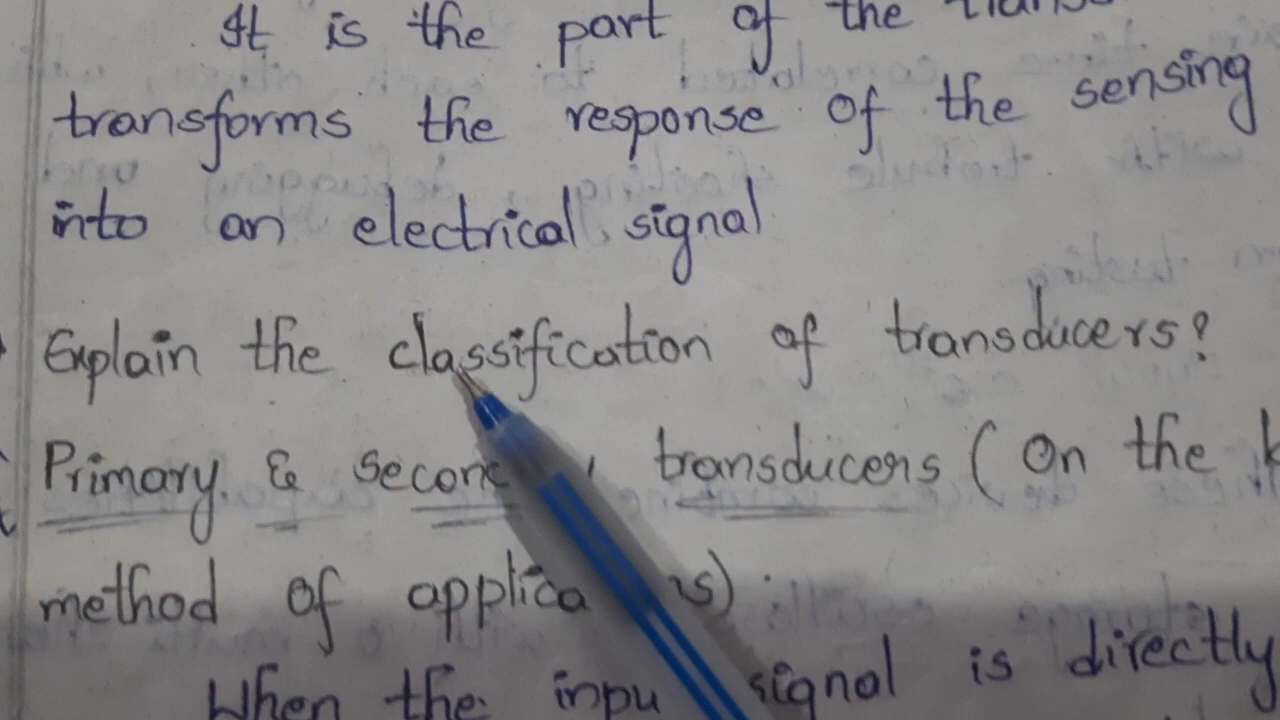 It is the part of the
transforms the response of the sensing
into an electrical signal
Explain the classification of transducers?
Primary & transducers (On the
method of
When the signal is directly